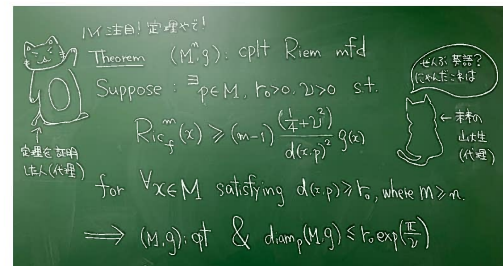 ハイ注目!定理やで!
Theorem (Mⁿ,g): cplt Riem mfd
Suppose : ∃p∈M, r₀>0, ν>0 s.t.
Ric_f^m(x) ≥ (m-1) (1/4+ν²)/d(x,p)² g(x)
for ∀x∈M satisfying d(x,p)≥r₀, where m≥n.
⟹ (M,g): cpt & diam_p(M,g) ≤ r₀ exp(π/ν)
定理を証明
した人(代理)
ぜんぶ英語?
にゃんだこれは
←未来の
山大生
(代理)